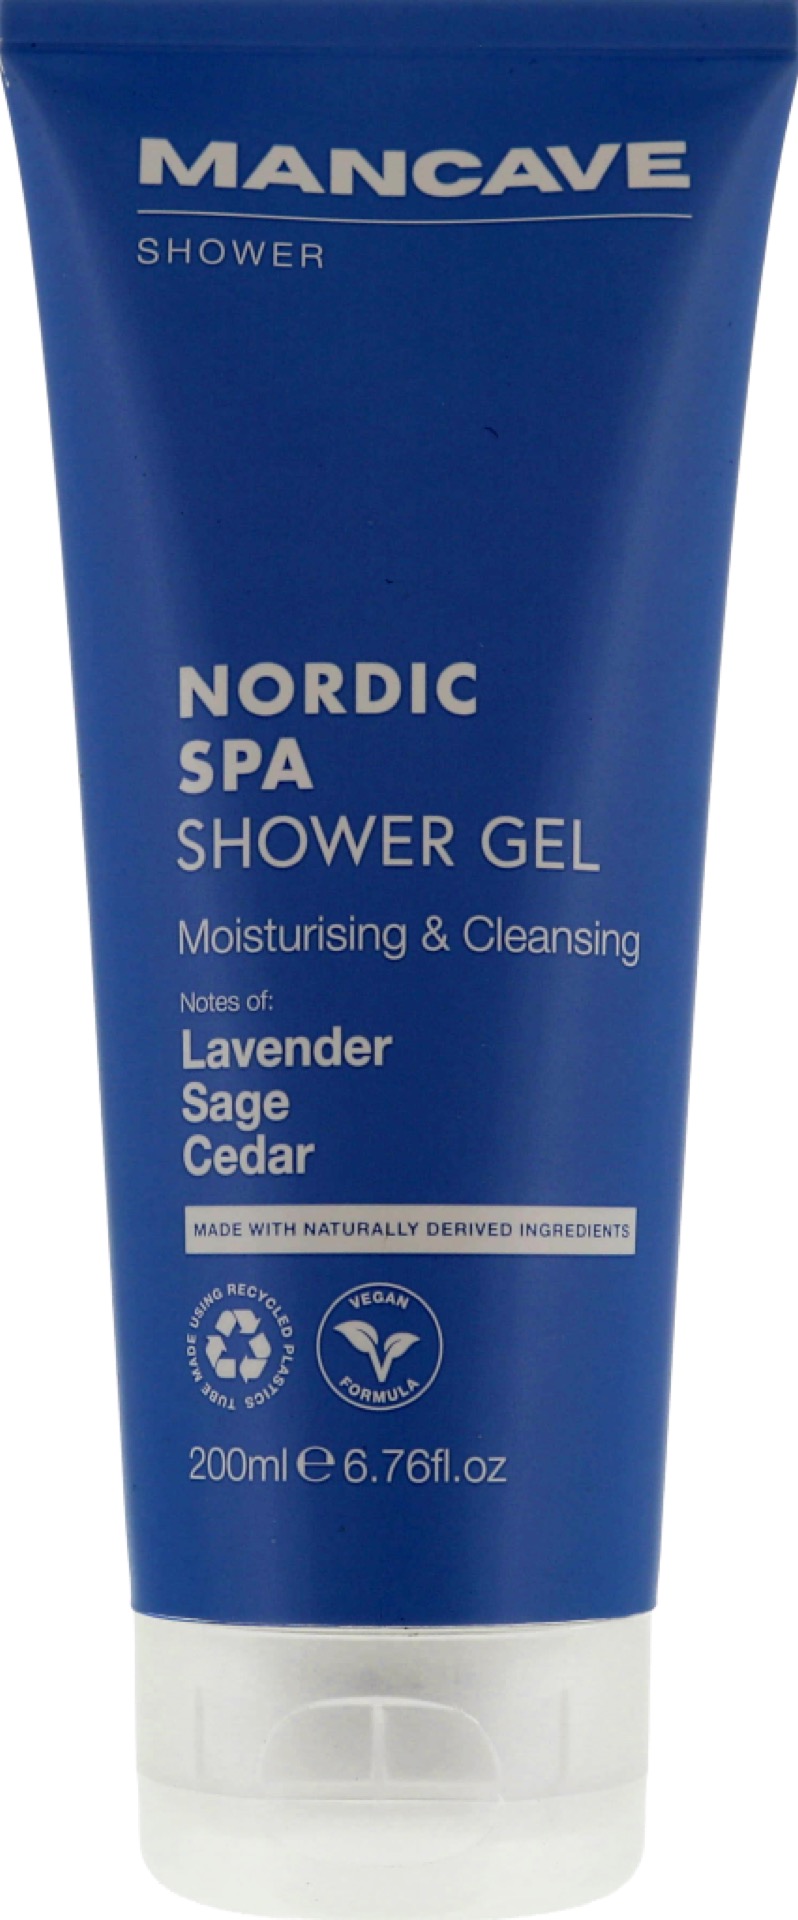 MANCAVE
SHOWER
NORDIC
SPA
SHOWER GEL
Moisturising & Cleansing
Notes of:
Lavender
Sage
Cedar
MADE WITH NATURALLY DERIVED INGREDIENTS
TUBE MADE USING RECYCLED PLASTICS
VEGAN
FORMULA
200ml ℮ 6.76fl.oz